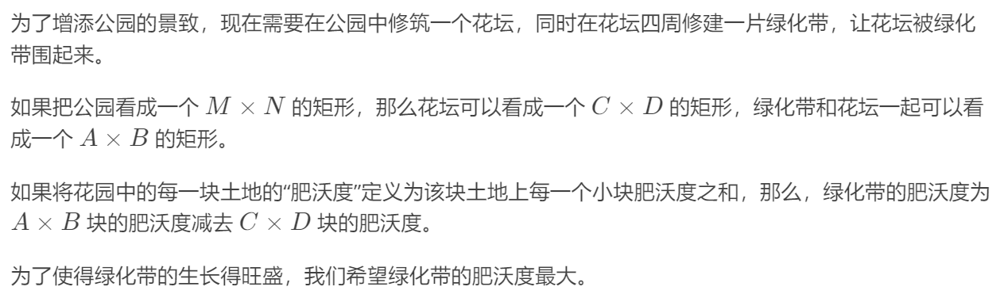 为了增添公园的景致，现在需要在公园中修筑一个花坛，同时在花坛四周修建一片绿化带，让花坛被绿化
带围起来。
如果把公园看成一个 M × N 的矩形，那么花坛可以看成一个 C × D 的矩形，绿化带和花坛一起可以看
成一个 A × B 的矩形。
如果将花园中的每一块土地的“肥沃度”定义为该块土地上每一个小块肥沃度之和，那么，绿化带的肥沃度为
A × B 块的肥沃度减去 C × D 块的肥沃度。
为了使得绿化带的生长得旺盛，我们希望绿化带的肥沃度最大。